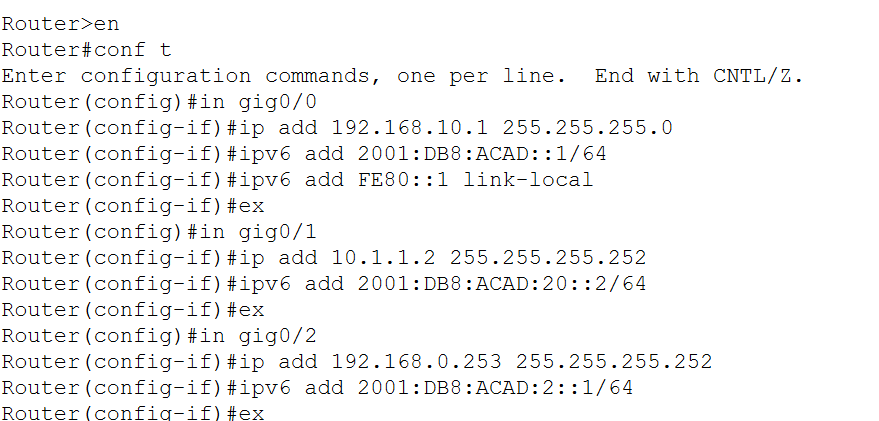 Router>en
Router#conf t
Enter configuration commands, one per line.  End with CNTL/Z.
Router(config)#in gig0/0
Router(config-if)#ip add 192.168.10.1 255.255.255.0
Router(config-if)#ipv6 add 2001:DB8:ACAD::1/64
Router(config-if)#ipv6 add FE80::1 link-local
Router(config-if)#ex
Router(config)#in gig0/1
Router(config-if)#ip add 10.1.1.2 255.255.255.252
Router(config-if)#ipv6 add 2001:DB8:ACAD:20::2/64
Router(config-if)#ex
Router(config)#in gig0/2
Router(config-if)#ip add 192.168.0.253 255.255.255.252
Router(config-if)#ipv6 add 2001:DB8:ACAD:2::1/64
Router(config-if)#ex